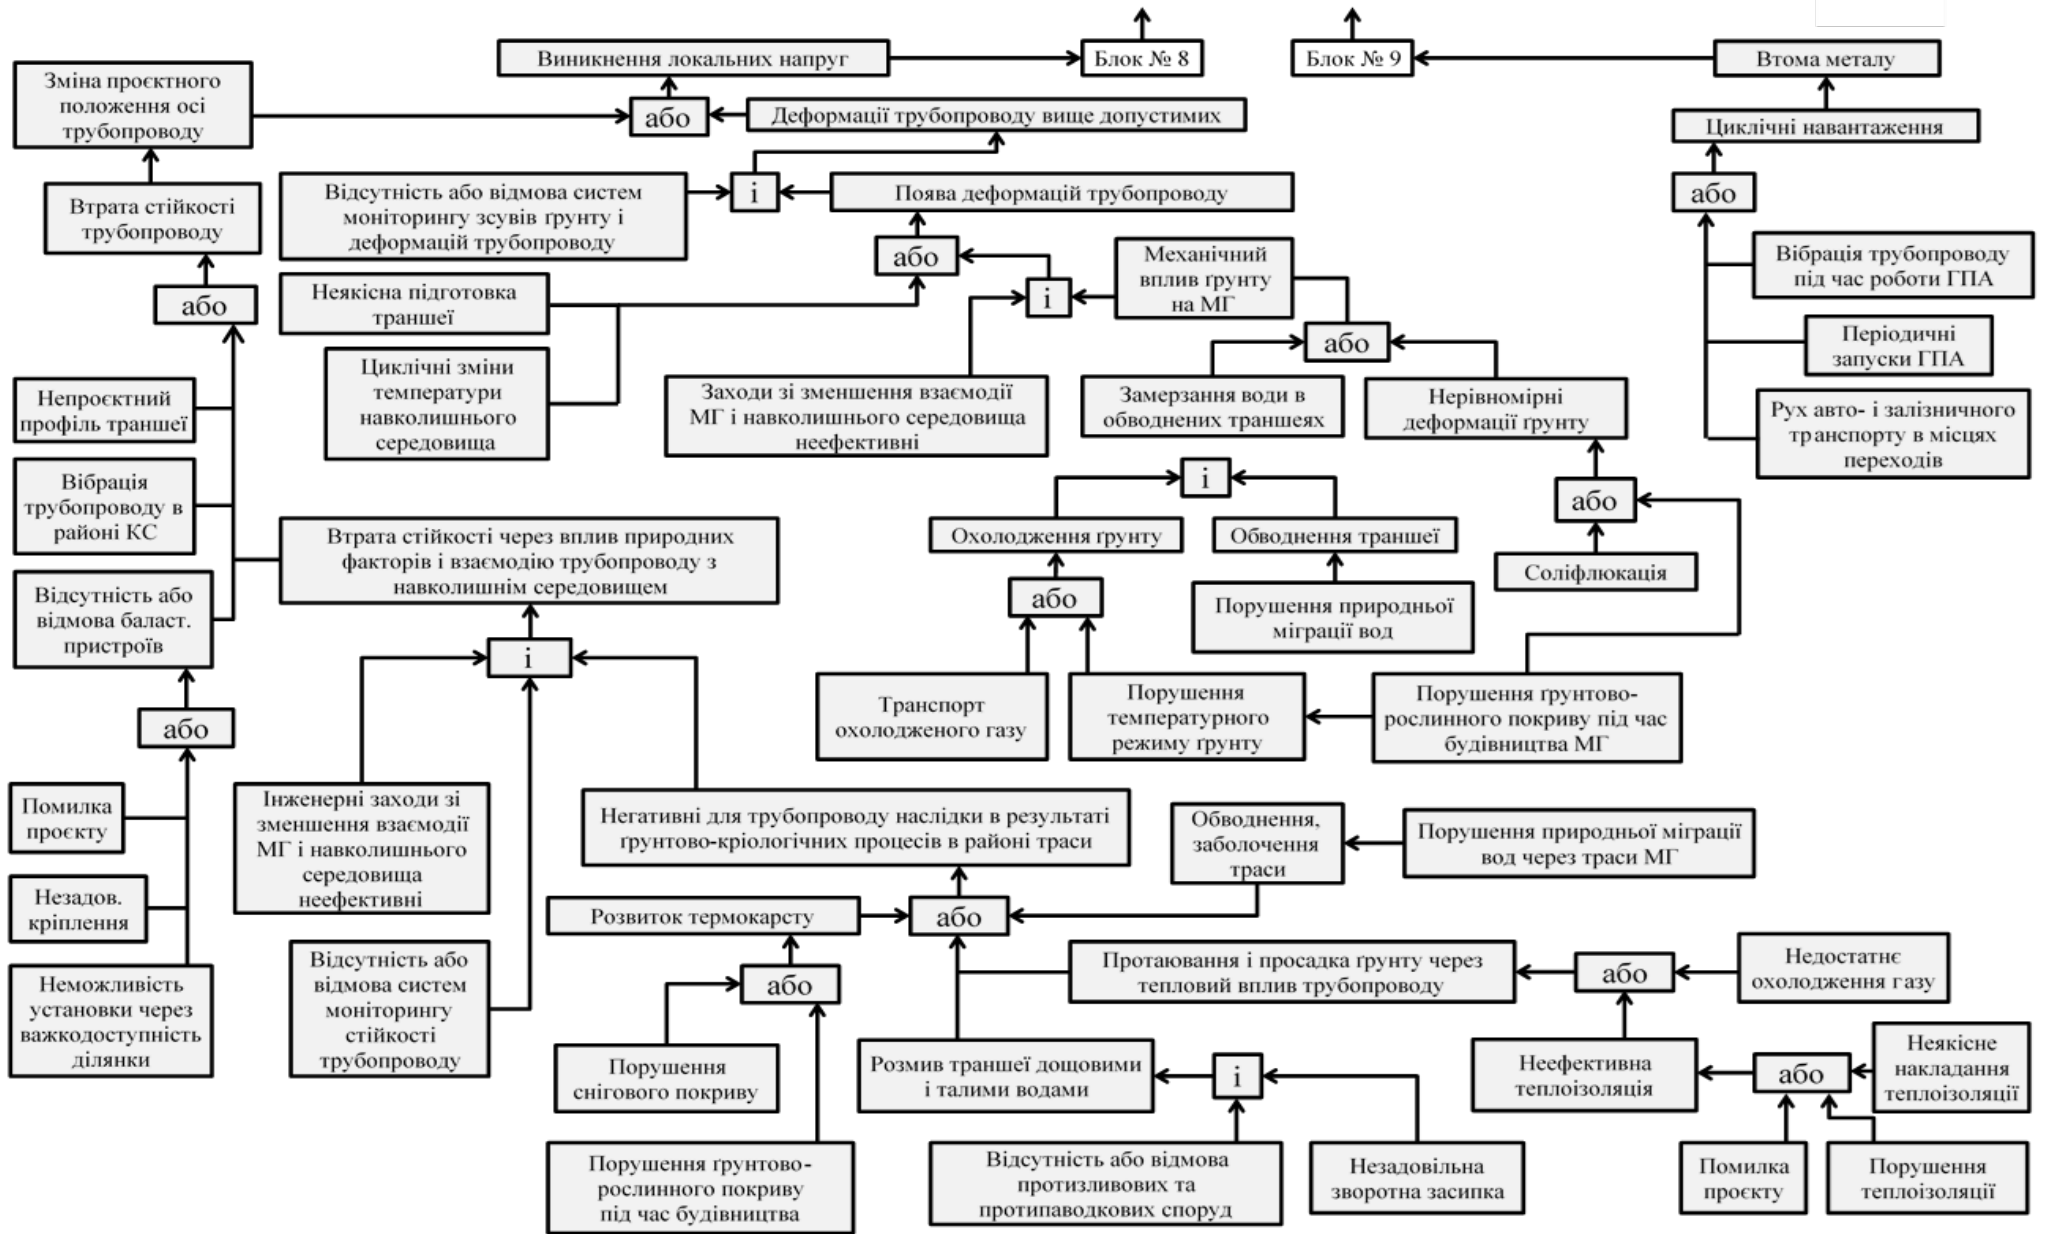 Виникнення локальних напруг
Блок № 8
Блок № 9
Втома металу
Зміна проєктного
положення осі
трубопроводу
або
Деформації трубопроводу вище допустимих
Циклічні навантаження
Втрата стійкості
трубопроводу
Відсутність або відмова систем
моніторингу зсувів ґрунту і
деформацій трубопроводу
і
Поява деформацій трубопроводу
або
або
Неякісна підготовка
траншеї
або
і
Механічний
вплив ґрунту
на МГ
Вібрація трубопроводу
під час роботи ГПА
Циклічні зміни
температури
навколишнього
середовища
або
Періодичні
запуски ГПА
Непроєктний
профіль траншеї
Заходи зі зменшення взаємодії
МГ і навколишнього середовища
неефективні
Замерзання води в
обводнених траншеях
Нерівномірні
деформації ґрунту
Рух авто- і залізничного
транспорту в місцях
переходів
Вібрація
трубопроводу в
районі КС
і
або
Втрата стійкості через вплив природних
факторів і взаємодію трубопроводу з
навколишнім середовищем
Охолодження ґрунту
Обводнення траншеї
Соліфлюкація
Відсутність або
відмова баласт.
пристроїв
або
Порушення природньої
міграції вод
і
або
Транспорт
охолодженого газу
Порушення
температурного
режиму ґрунту
Порушення ґрунтово-
рослинного покриву під час
будівництва МГ
Помилка
проєкту
Інженерні заходи зі
зменшення взаємодії
МГ і навколишнього
середовища
неефективні
Негативні для трубопроводу наслідки в результаті
ґрунтово-кріологічних процесів в районі траси
Обводнення,
заболочення
траси
Порушення природньої міграції
вод через траси МГ
Незадов.
кріплення
Розвиток термокарсту
або
Неможливість
установки через
важкодоступність
ділянки
Відсутність або
відмова систем
моніторингу
стійкості
трубопроводу
або
Протаювання і просадка ґрунту через
тепловий вплив трубопроводу
або
Недостатнє
охолодження газу
Порушення
снігового покриву
Розмив траншеї дощовими
і талими водами
і
Неефективна
теплоізоляція
або
Неякісне
накладання
теплоізоляції
Порушення ґрунтово-
рослинного покриву
під час будівництва
Відсутність або відмова
протизливових та
протипаводкових споруд
Незадовільна
зворотна засипка
Помилка
проєкту
Порушення
теплоізоляції